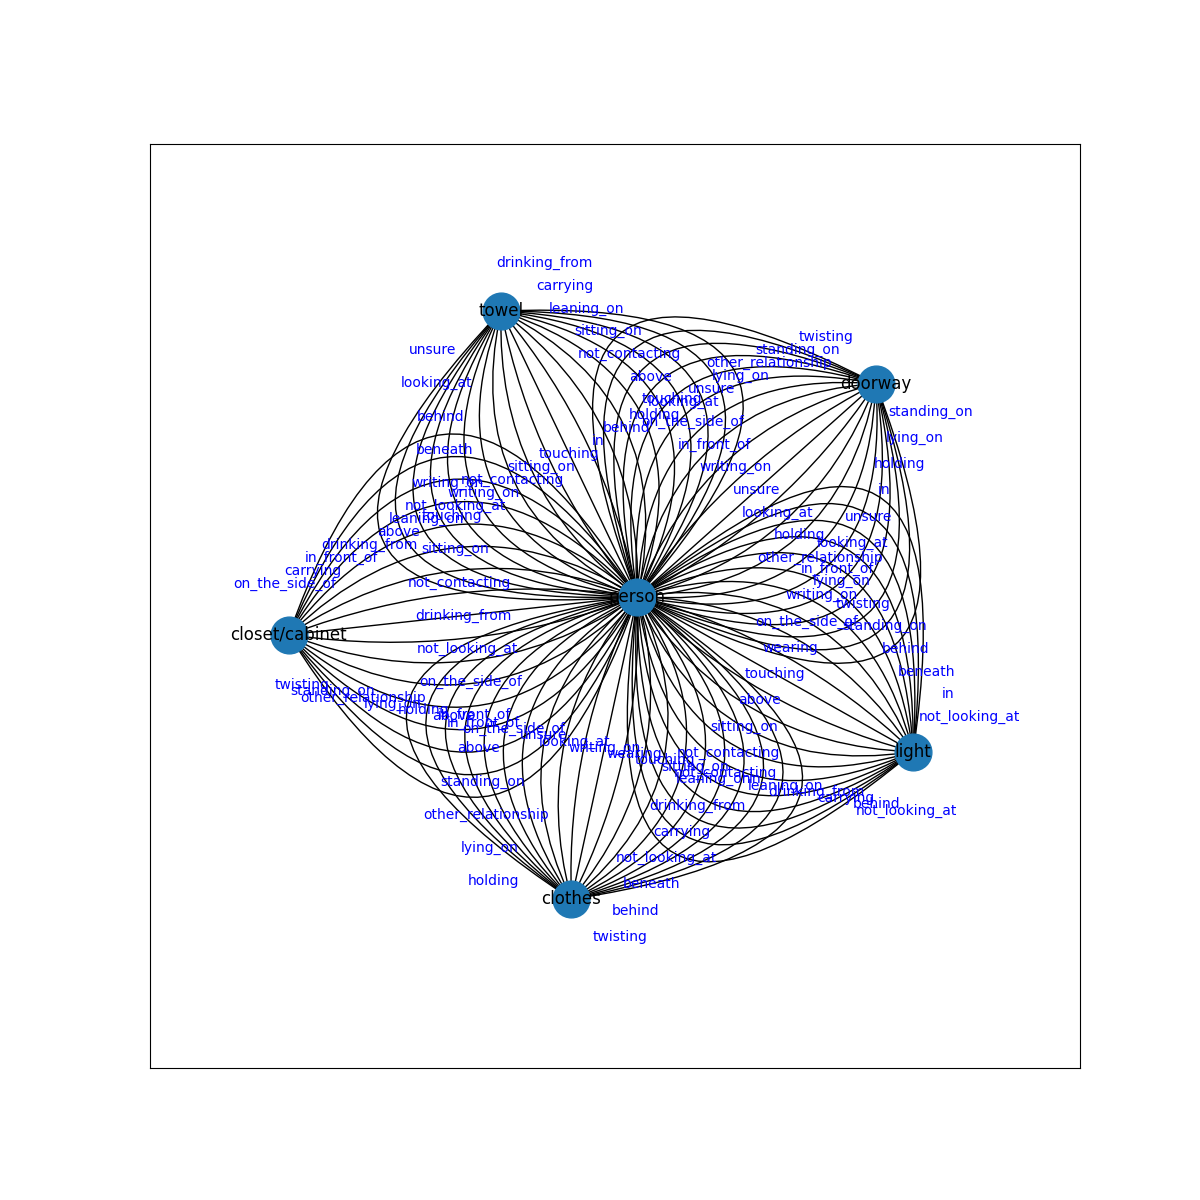 drinking_from
carrying
leaning_on
towel
sitting_on
twisting
unsure
standing_on
not_contacting
other_relationship
above
lying_on
looking_at
doorway
unsure
touching
looking_at
holding
standing_on
behind
on_the_side_of
behind
in
in_front_of
lying_on
beneath
touching
holding
sitting_on
writing_on
writing_on
not_contacting
unsure
in
writing_on
not_looking_at
looking_at
touching
unsure
leaning_on
above
holding
drinking_from
sitting_on
looking_at
in_front_of
other_relationship
carrying
in_front_of
on_the_side_of
not_contacting
lying_on
writing_on
person
twisting
drinking_from
on_the_side_of
standing_on
closet/cabinet
not_looking_at
wearing
behind
touching
beneath
twisting
on_the_side_of
standing_on
in
other_relationship
above
lying_on
holding
in_front_of
above
not_looking_at
in_front_of
on_the_side_of
sitting_on
unsure
looking_at
writing_on
above
wearing
not_contacting
light
touching
sitting_on
not_contacting
standing_on
leaning_on
leaning_on
drinking_from
carrying
behind
drinking_from
not_looking_at
other_relationship
carrying
lying_on
not_looking_at
holding
beneath
clothes
behind
twisting